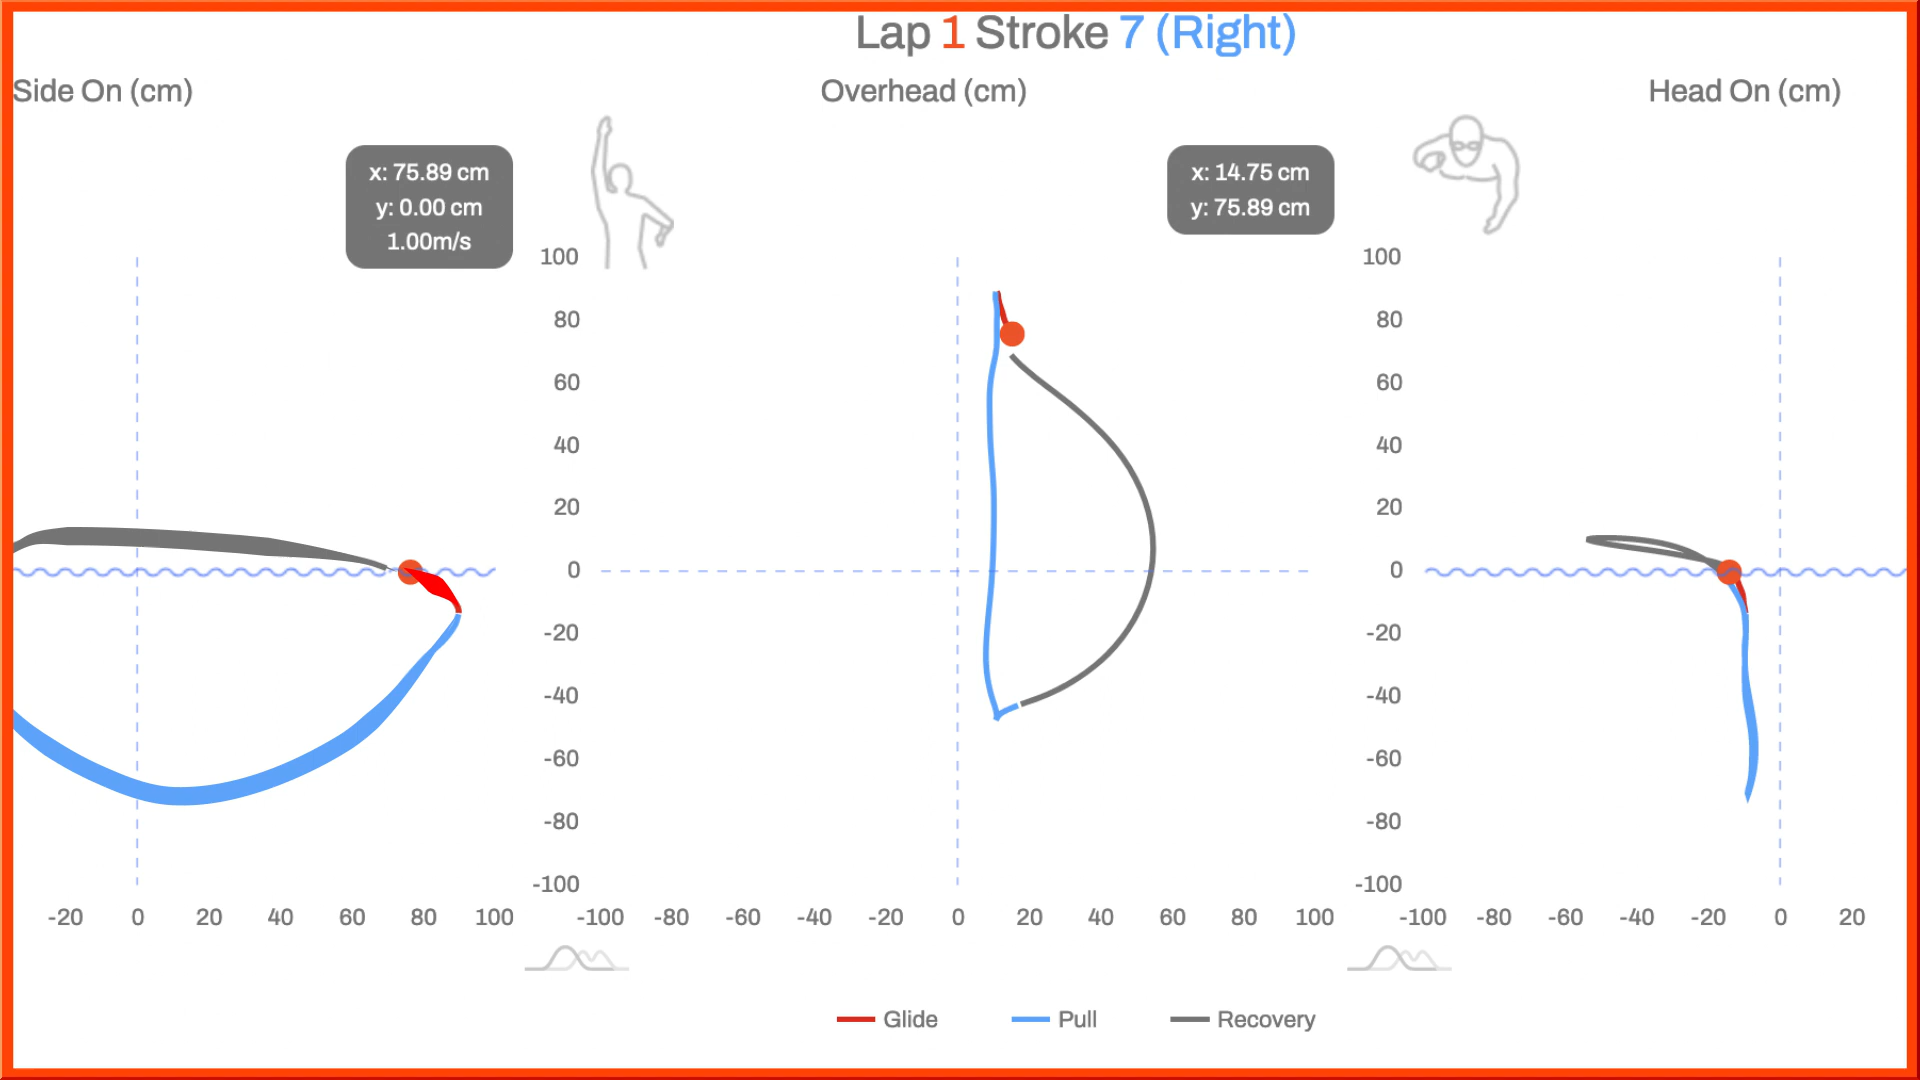 Lap 1 Stroke 7 (Right)
Side On (cm)
Overhead (cm)
Head On (cm)
x: 75.89 cm
y: 0.00 cm
1.00m/s
x: 14.75 cm
y: 75.89 cm
100
80
60
40
20
0
-20
-40
-60
-80
-100
100
80
60
40
20
0
-20
-40
-60
-80
-100
-20 0 20 40 60 80 100
-100 -80 -60 -40 -20 0 20 40 60 80 100
-100 -80 -60 -40 -20 0 20
Glide Pull Recovery